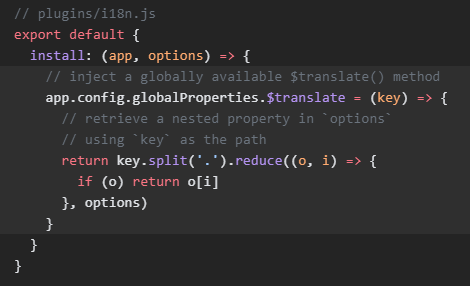 // plugins/i18n.js
export default {
  install: (app, options) => {
    // inject a globally available $translate() method
    app.config.globalProperties.$translate = (key) => {
      // retrieve a nested property in `options`
      // using `key` as the path
      return key.split('.').reduce((o, i) => {
        if (o) return o[i]
      }, options)
    }
  }
}